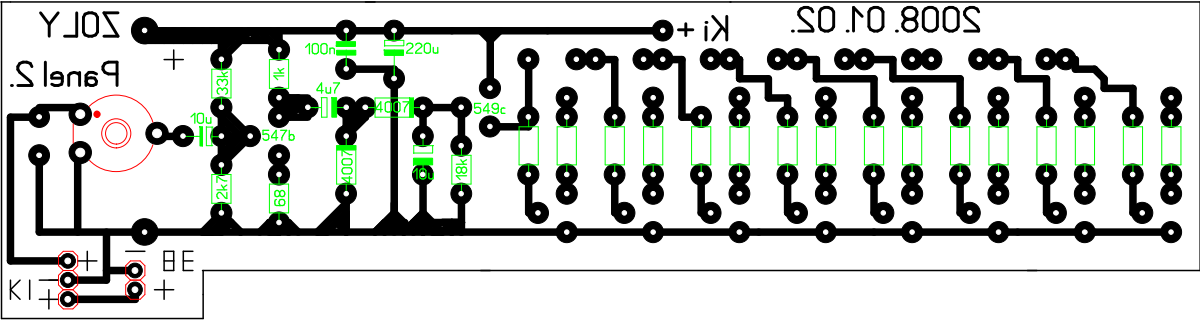 ZOLY
Ki +
2008.01.02.
+
100n
220u
Panel 2.
33k
1k
4u7
4007
549c
10u
547b
2k7
68
4007
10u
18k
+
BE
KI
+
+